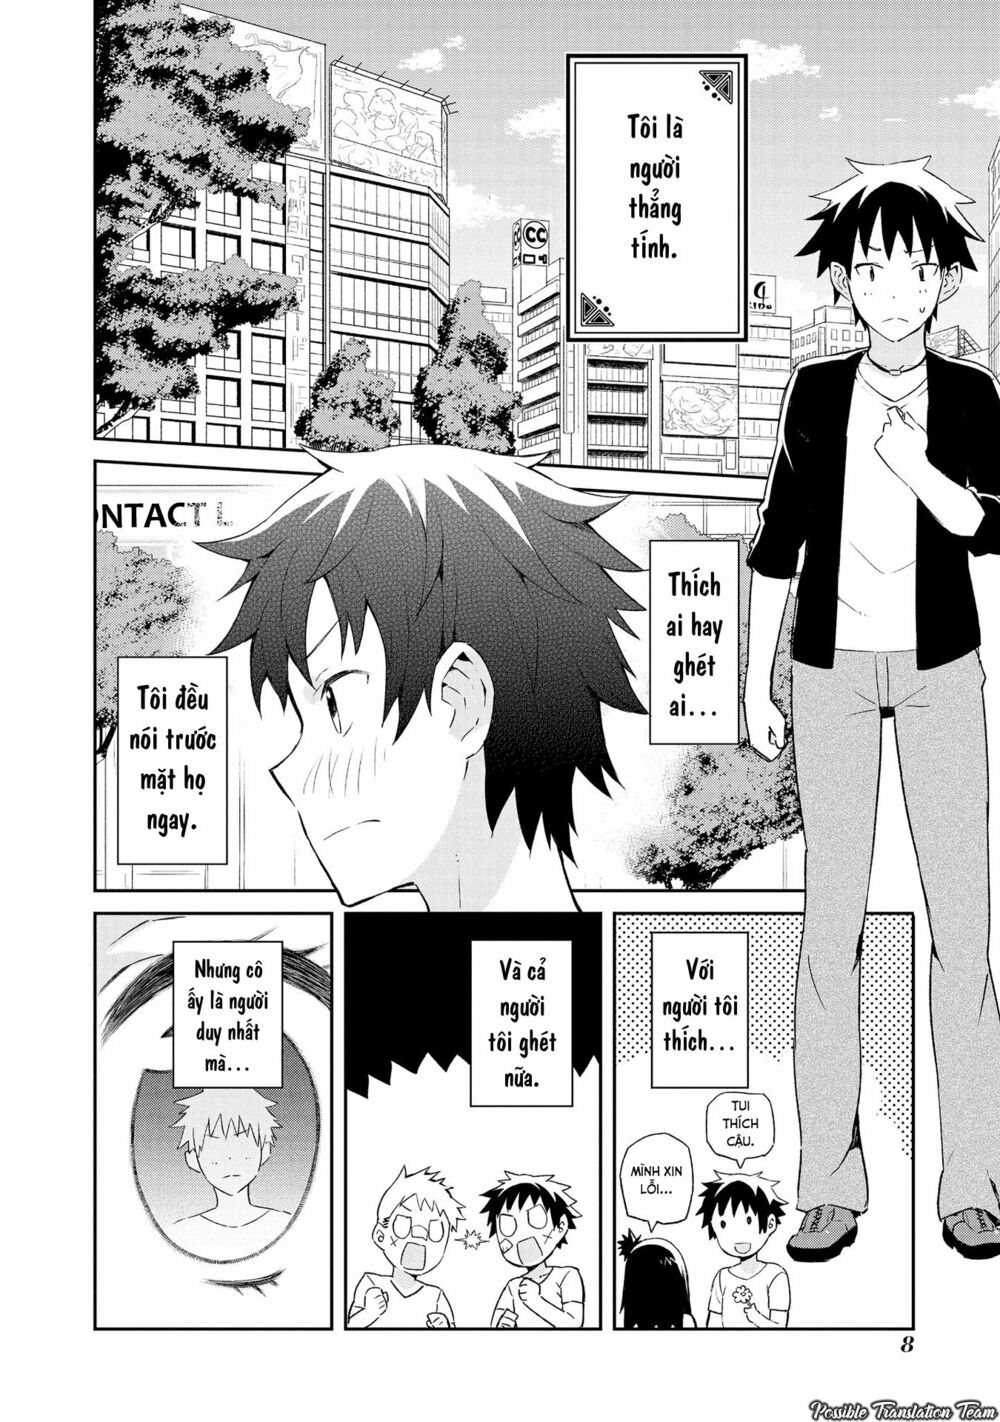 Tôi là
người
thẳng
tính.
CC
CC
Thích
ai hay
ghét
ai...
ONTACT L
Tôi đều
nói trước
mặt họ
ngay.
Với
người tôi
thích...
TUI
THÍCH
CẬU.
MÌNH XIN
LỖI...
Và cả
người
tôi ghét
nữa.
Nhưng cô
ấy là người
duy nhất
mà...
8
Possible Translation Team